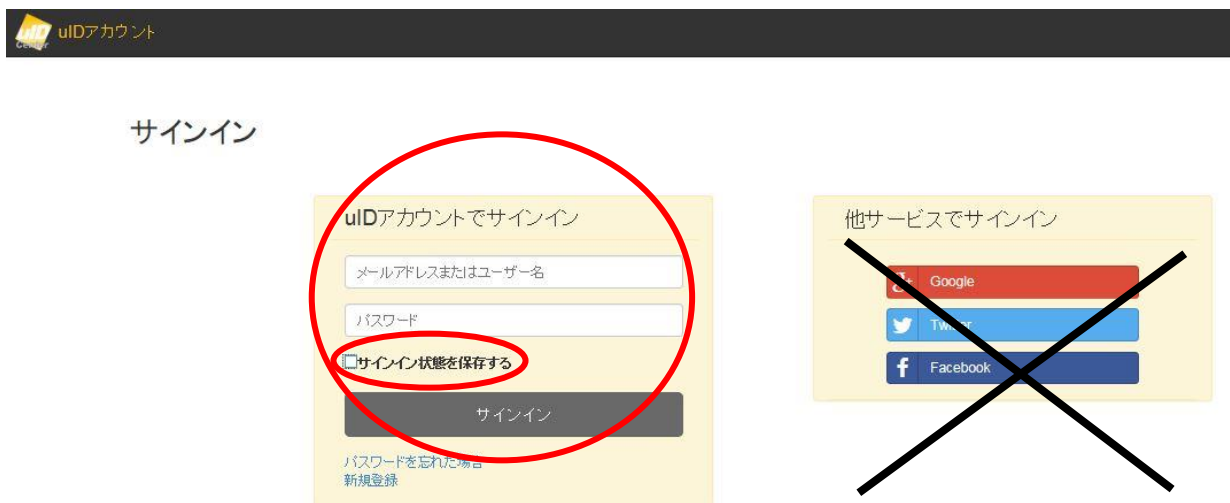 uID
Center
uIDアカウント
サインイン
uIDアカウントでサインイン
メールアドレスまたはユーザー名
パスワード
サインイン状態を保存する
サインイン
パスワードを忘れた場合
新規登録
他サービスでサインイン
Google
Twitter
Facebook